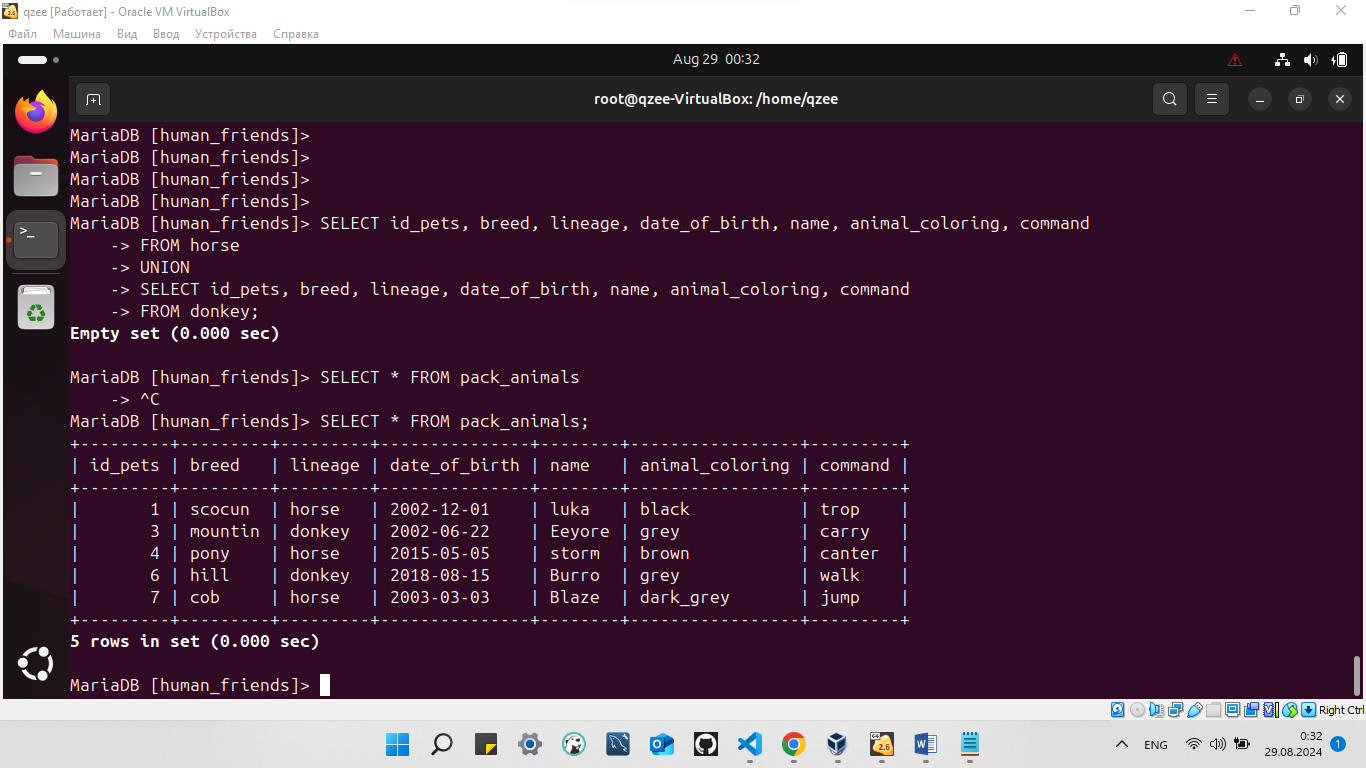 qzee [Работает] - Oracle VM VirtualBox
Файл Машина Вид Ввод Устройства Справка
Aug 29 00:32
root@qzee-VirtualBox: /home/qzee
MariaDB [human_friends]>
MariaDB [human_friends]>
MariaDB [human_friends]>
MariaDB [human_friends]>
MariaDB [human_friends]> SELECT id_pets, breed, lineage, date_of_birth, name, animal_coloring, command
    -> FROM horse
    -> UNION
    -> SELECT id_pets, breed, lineage, date_of_birth, name, animal_coloring, command
    -> FROM donkey;
Empty set (0.000 sec)
MariaDB [human_friends]> SELECT * FROM pack_animals
    -> ^C
MariaDB [human_friends]> SELECT * FROM pack_animals;
+---------+---------+---------+---------------+--------+-----------------+---------+
| id_pets | breed   | lineage | date_of_birth | name   | animal_coloring | command |
+---------+---------+---------+---------------+--------+-----------------+---------+
|       1 | scocun  | horse   | 2002-12-01    | luka   | black           | trop    |
|       3 | mountin | donkey  | 2002-06-22    | Eeyore | grey            | carry   |
|       4 | pony    | horse   | 2015-05-05    | storm  | brown           | canter  |
|       6 | hill    | donkey  | 2018-08-15    | Burro  | grey            | walk    |
|       7 | cob     | horse   | 2003-03-03    | Blaze  | dark_grey       | jump    |
+---------+---------+---------+---------------+--------+-----------------+---------+
5 rows in set (0.000 sec)
MariaDB [human_friends]>
Right Ctrl
ENG
0:32
29.08.2024
1